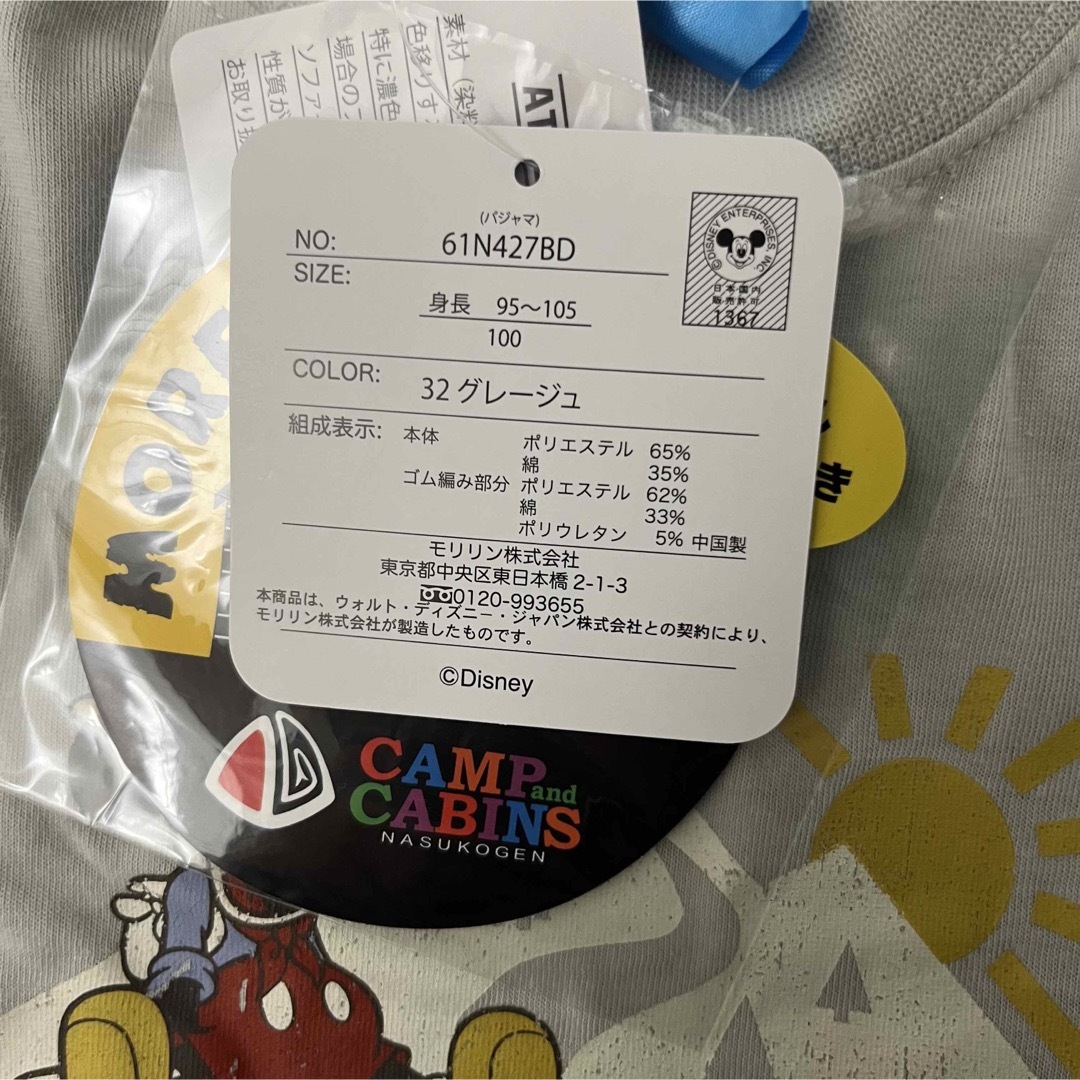 AT
素材(染料
色移りす
特に濃色
場合の
ソファ
性質が
お取り扱
(パジャマ)
NO: 61N427BD
SIZE:
身長 95〜105
100
COLOR: 32 グレージュ
組成表示: 本体 ポリエステル 65%
綿 35%
ゴム編み部分 ポリエステル 62%
綿 33%
ポリウレタン 5% 中国製
モリリン株式会社
東京都中央区東日本橋2-1-3
0120-993655
本商品は、ウォルト・ディズニー・ジャパン株式会社との契約により、
モリリン株式会社が製造したものです。
©Disney
©DISNEY ENTERPRISES, INC.
日本国内
販売許可
1367
き
MORE
CAMP
and
CABINS
NASUKOGEN